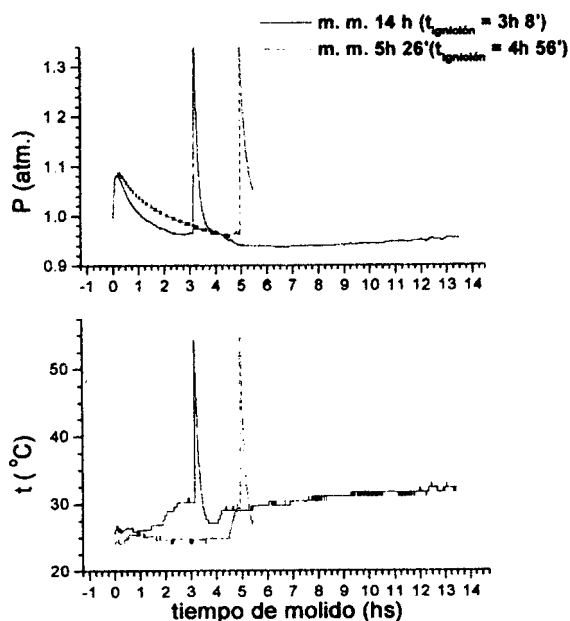 m. m. 14 h (t_ignición = 3h 8')
m. m. 5h 26'(t_ignición = 4h 56')
P (atm.)
1.3
1.2
1.1
1.0
0.9
-1 0 1 2 3 4 5 6 7 8 9 10 11 12 13 14
t ( °C)
50
40
30
20
-1 0 1 2 3 4 5 6 7 8 9 10 11 12 13 14
tiempo de molido (hs)